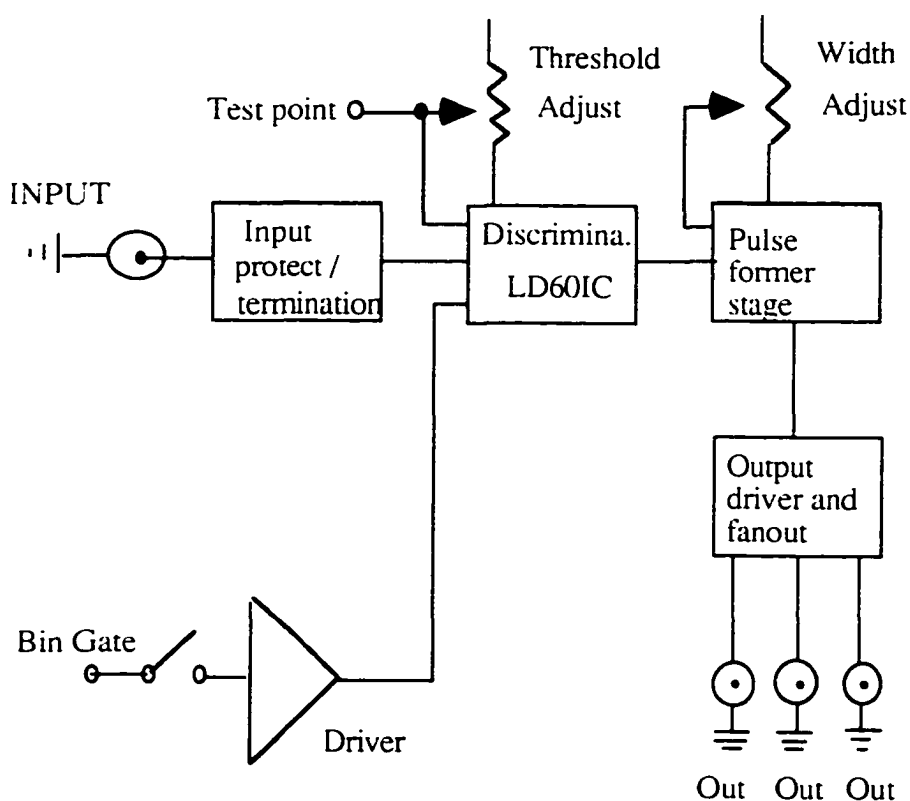 Threshold
Adjust
Width
Adjust
Test point
INPUT
Input
protect /
termination
Discrimina.
LD60IC
Pulse
former
stage
Output
driver and
fanout
Bin Gate
Driver
Out Out Out